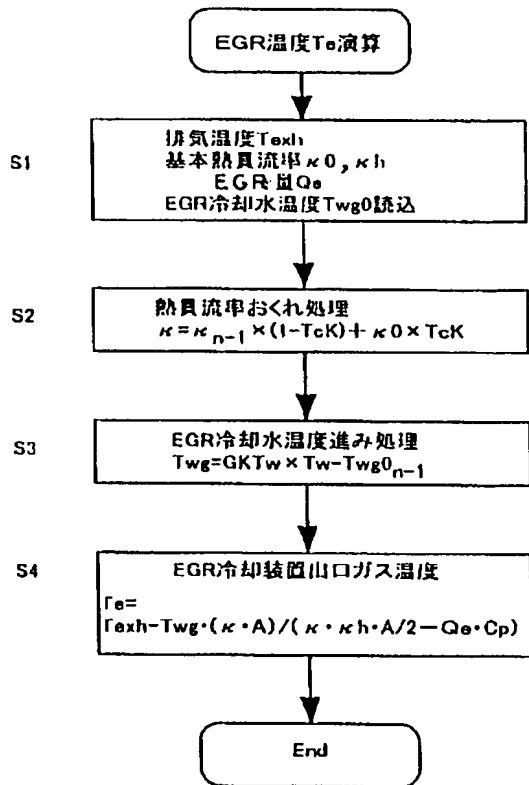 EGR温度Te演算
S1
排気温度Texh
基本熱貫流率κ0,κh
EGR量Qe
EGR冷却水温度Twg0読込
S2
熱貫流率おくれ処理
κ=κn-1×(1-TcK)+κ0×TcK
S3
EGR冷却水温度進み処理
Twg=GKTw×Tw-Twg0n-1
S4
EGR冷却装置出口ガス温度
Te=
Texh-Twg・(κ・A)/(κ・κh・A/2-Qe・Cp)
End